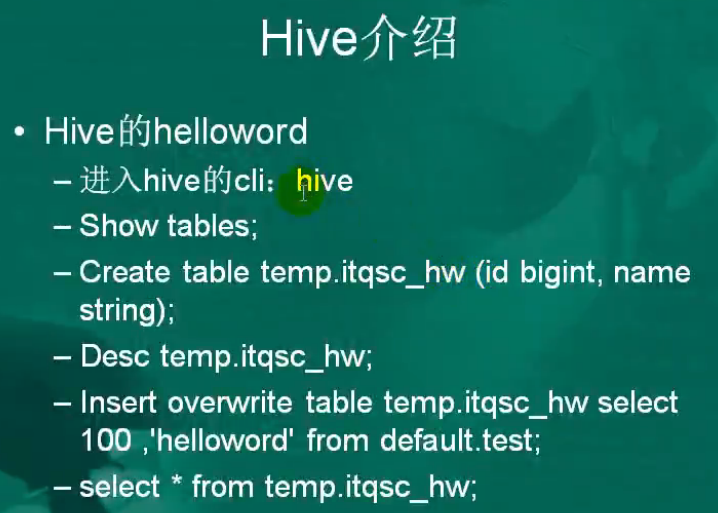 Hive介绍
• Hive的helloword
– 进入hive的cli：hive
– Show tables;
– Create table temp.itqsc_hw (id bigint, name
string);
– Desc temp.itqsc_hw;
– Insert overwrite table temp.itqsc_hw select
100 ,'helloword' from default.test;
– select * from temp.itqsc_hw;